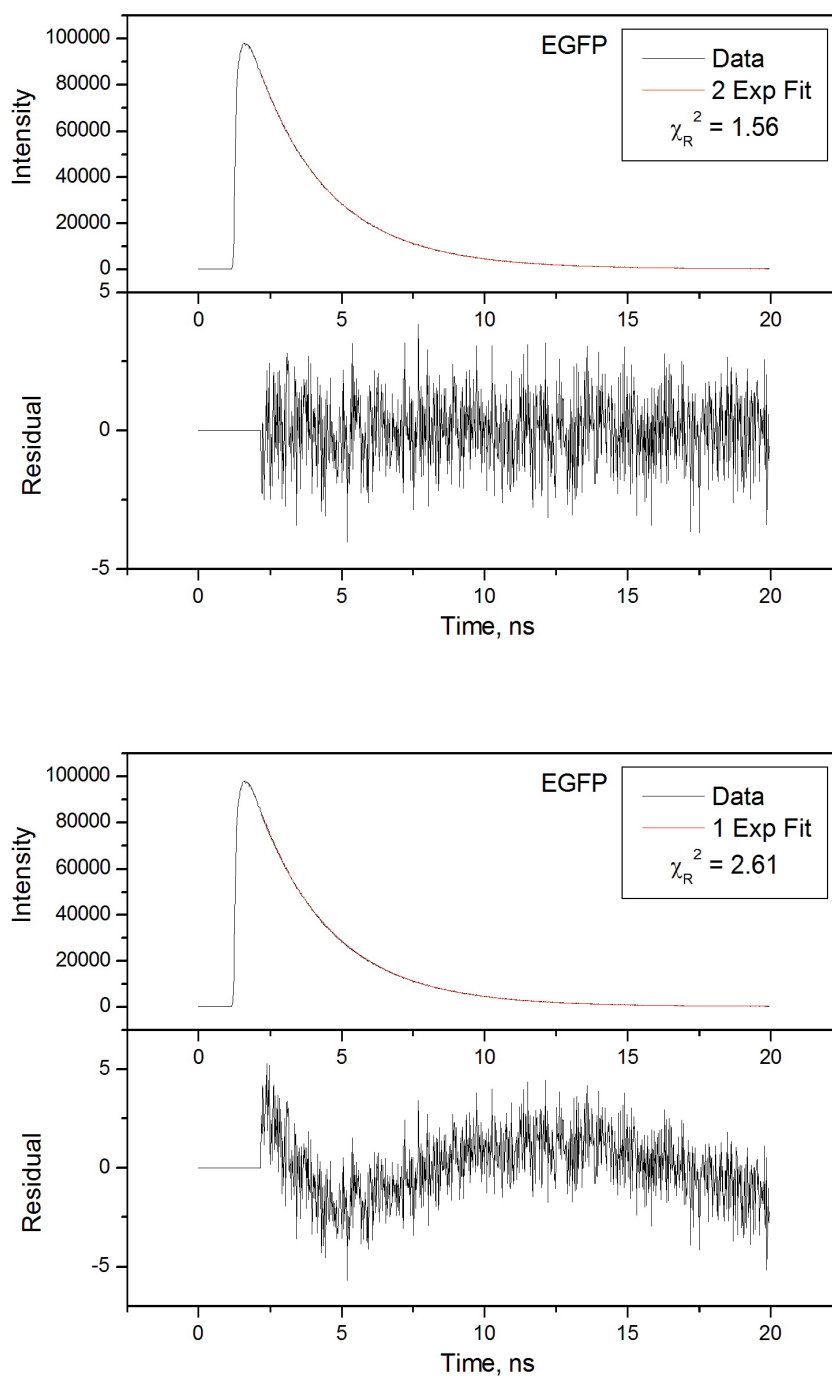 EGFP
Data
2 Exp Fit
χR2 = 1.56
Intensity
100000
80000
60000
40000
20000
0
0 5 10 15 20
Residual
5
0
-5
0 5 10 15 20
Time, ns
EGFP
Data
1 Exp Fit
χR2 = 2.61
Intensity
100000
80000
60000
40000
20000
0
0 5 10 15 20
Residual
5
0
-5
0 5 10 15 20
Time, ns